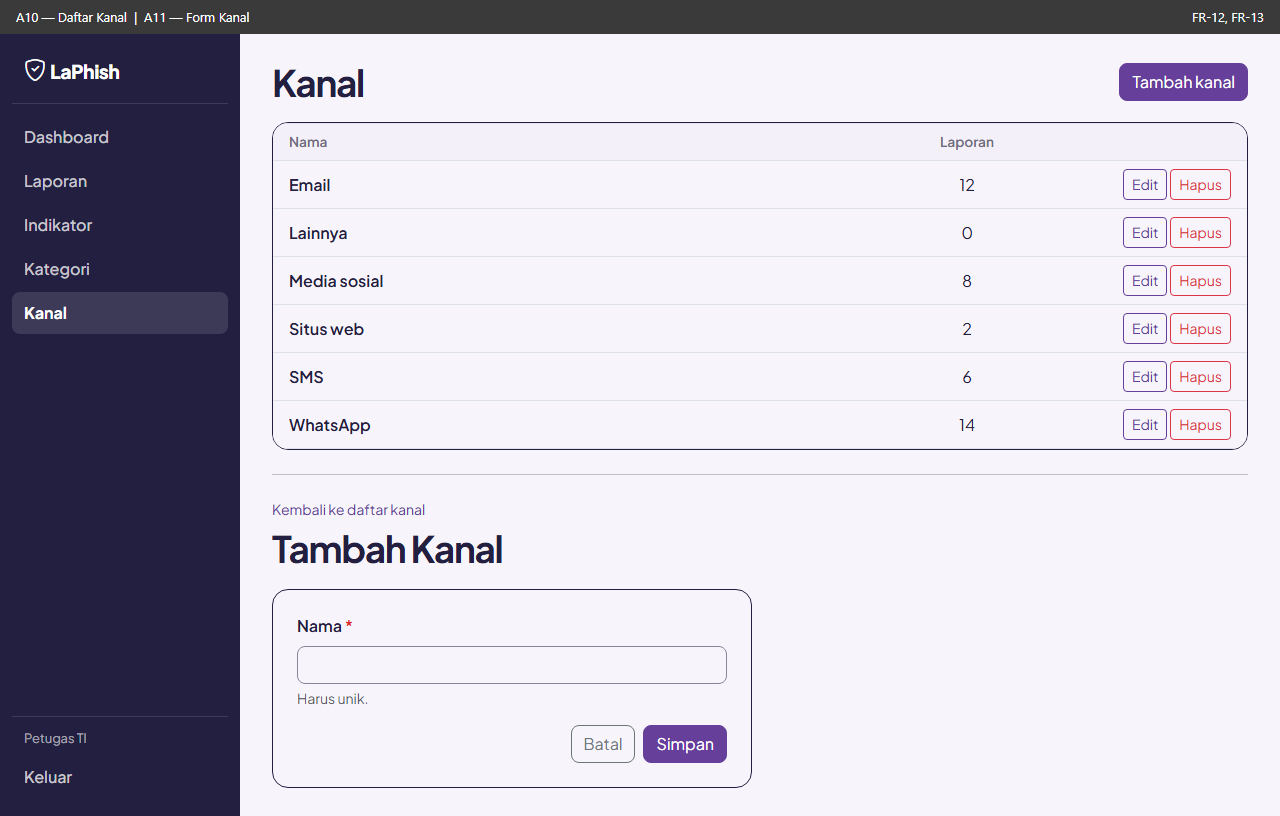 A10 — Daftar Kanal | A11 — Form Kanal
FR-12, FR-13
LaPhish
Dashboard
Laporan
Indikator
Kategori
Kanal
Petugas TI
Keluar
Kanal
Tambah kanal
Nama Laporan
Email 12 Edit Hapus
Lainnya 0 Edit Hapus
Media sosial 8 Edit Hapus
Situs web 2 Edit Hapus
SMS 6 Edit Hapus
WhatsApp 14 Edit Hapus
Kembali ke daftar kanal
Tambah Kanal
Nama *
Harus unik.
Batal Simpan